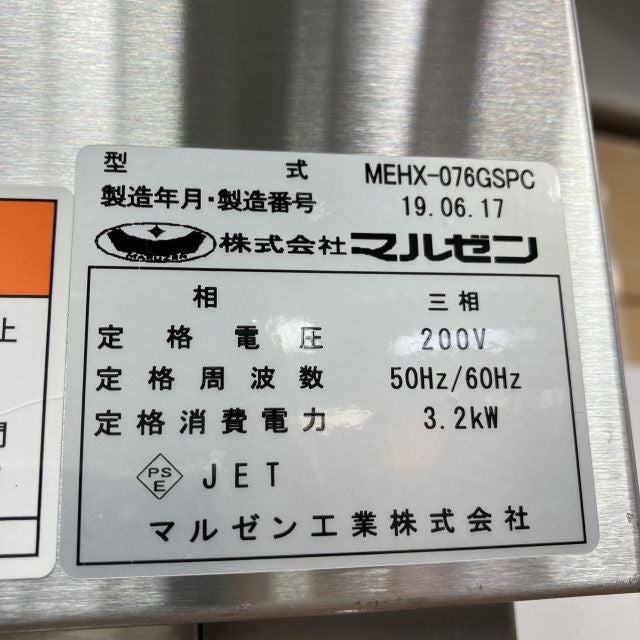 型式 MEHX-076GSPC
製造年月・製造番号 19.06.17
MARUZEN 株式会社マルゼン
相 三相
定格電圧 200V
定格周波数 50Hz/60Hz
定格消費電力 3.2kW
PSE JET
マルゼン工業株式会社
上